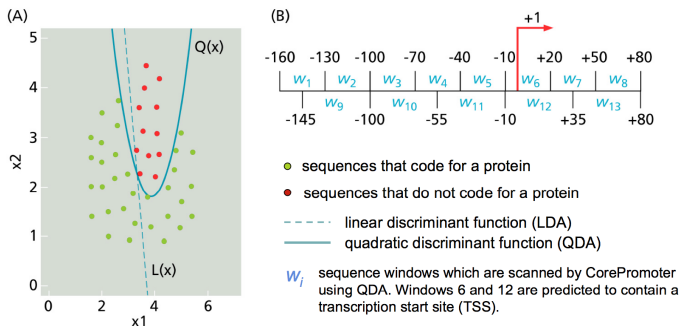 (A)
5
4
3
2
1
0
x2
0
2
4
6
x1
Q(x)
L(x)
(B)
+1
-160 -130 -100 -70 -40 -10 +20 +50 +80
w1 w2 w3 w4 w5 w6 w7 w8
w9 w10 w11 w12 w13
-145 -100 -55 -10 +35 +80
sequences that code for a protein
sequences that do not code for a protein
linear discriminant function (LDA)
quadratic discriminant function (QDA)
Wi sequence windows which are scanned by CorePromoter
using QDA. Windows 6 and 12 are predicted to contain a
transcription start site (TSS).